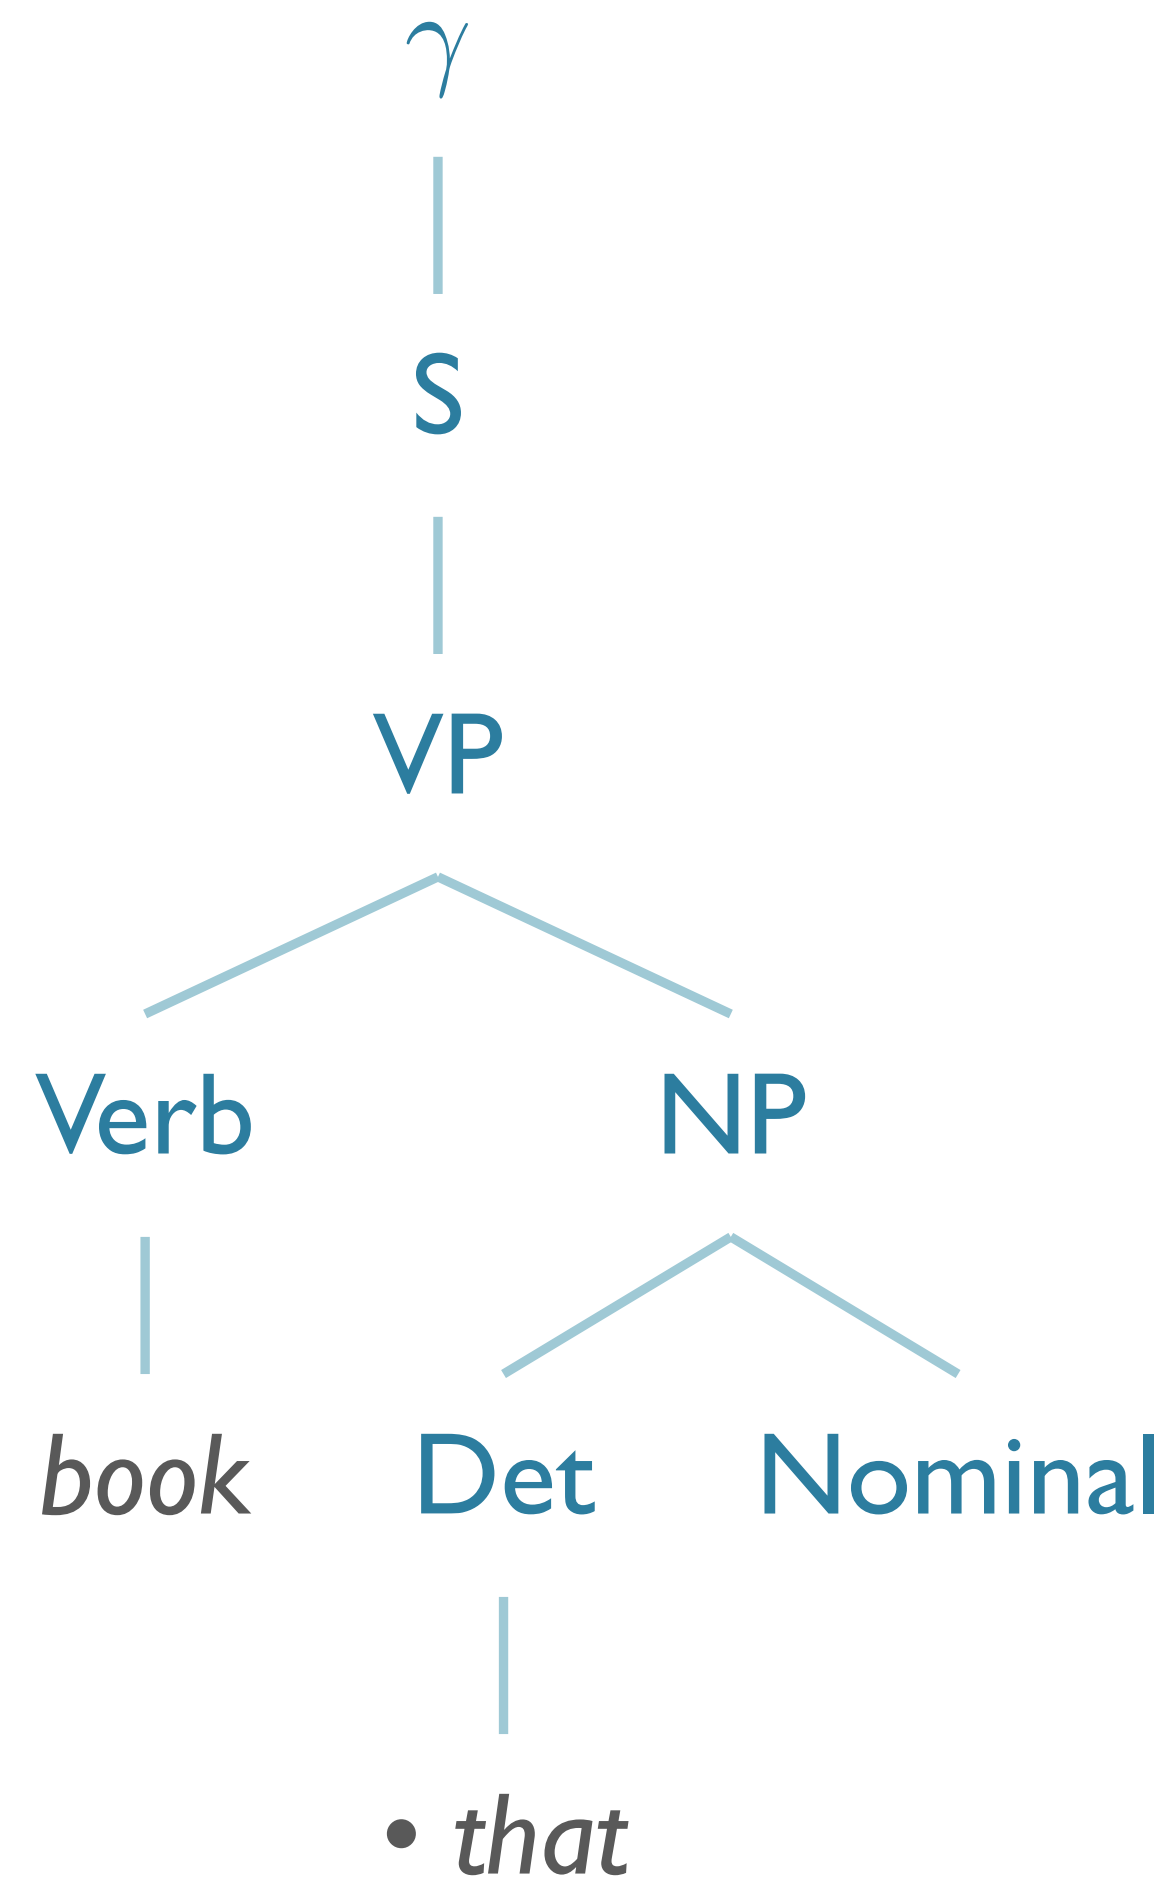 γ
S
VP
Verb NP
book Det Nominal
• that